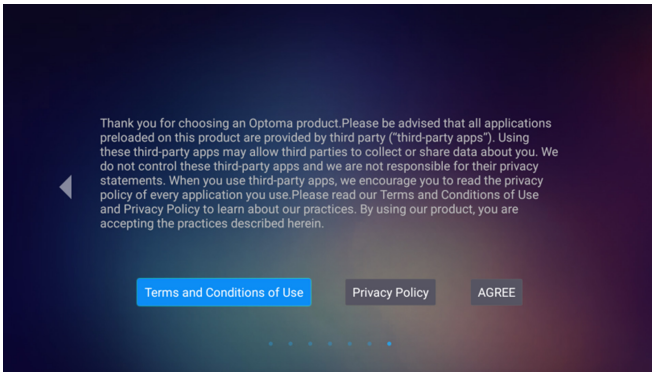 Thank you for choosing an Optoma product.Please be advised that all applications
preloaded on this product are provided by third party ("third-party apps"). Using
these third-party apps may allow third parties to collect or share data about you. We
do not control these third-party apps and we are not responsible for their privacy
statements. When you use third-party apps, we encourage you to read the privacy
policy of every application you use.Please read our Terms and Conditions of Use
and Privacy Policy to learn about our practices. By using our product, you are
accepting the practices described herein.
Terms and Conditions of Use
Privacy Policy
AGREE